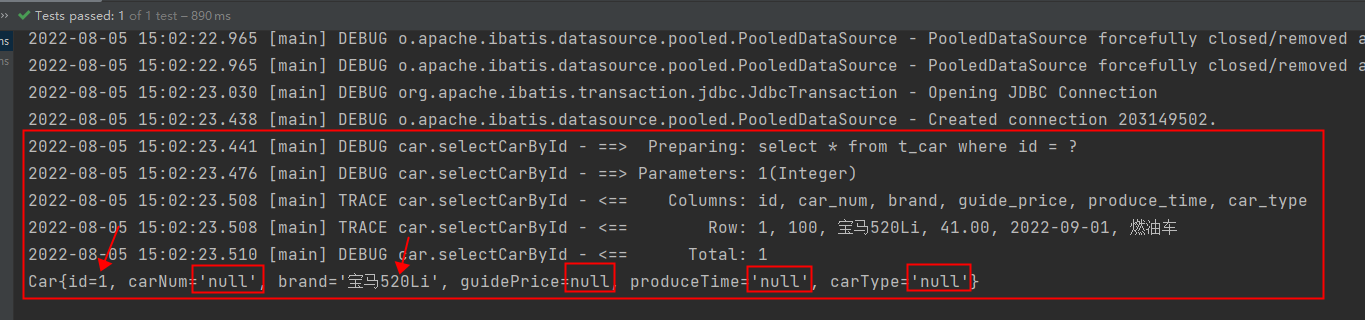 Tests passed: 1 of 1 test – 890 ms
2022-08-05 15:02:22.965 [main] DEBUG o.apache.ibatis.datasource.pooled.PooledDataSource - PooledDataSource forcefully closed/removed a
2022-08-05 15:02:22.965 [main] DEBUG o.apache.ibatis.datasource.pooled.PooledDataSource - PooledDataSource forcefully closed/removed a
2022-08-05 15:02:23.030 [main] DEBUG org.apache.ibatis.transaction.jdbc.JdbcTransaction - Opening JDBC Connection
2022-08-05 15:02:23.438 [main] DEBUG o.apache.ibatis.datasource.pooled.PooledDataSource - Created connection 203149502.
2022-08-05 15:02:23.441 [main] DEBUG car.selectCarById - ==>  Preparing: select * from t_car where id = ?
2022-08-05 15:02:23.476 [main] DEBUG car.selectCarById - ==> Parameters: 1(Integer)
2022-08-05 15:02:23.508 [main] TRACE car.selectCarById - <==    Columns: id, car_num, brand, guide_price, produce_time, car_type
2022-08-05 15:02:23.508 [main] TRACE car.selectCarById - <==        Row: 1, 100, 宝马520Li, 41.00, 2022-09-01, 燃油车
2022-08-05 15:02:23.510 [main] DEBUG car.selectCarById - <==      Total: 1
Car{id=1, carNum='null', brand='宝马520Li', guidePrice=null, produceTime='null', carType='null'}